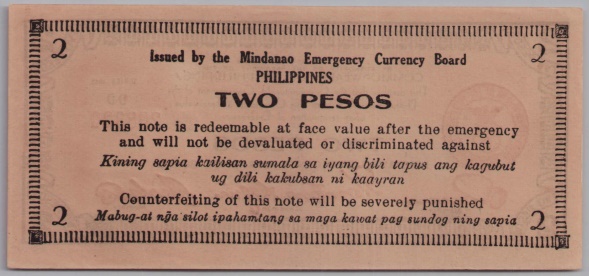 2 2
Issued by the Mindanao Emergency Currency Board
PHILIPPINES
TWO PESOS
This note is redeemable at face value after the emergency
and will not be devaluated or discriminated against
Kining sapia kailisan sumala sa iyang bili tapus ang kagubut
ug dili kakubsan ni kaayran
Counterfeiting of this note will be severely punished
Mabug-at nga silot ipahamtang sa maga kawat pag sundog ning sapia
2 2